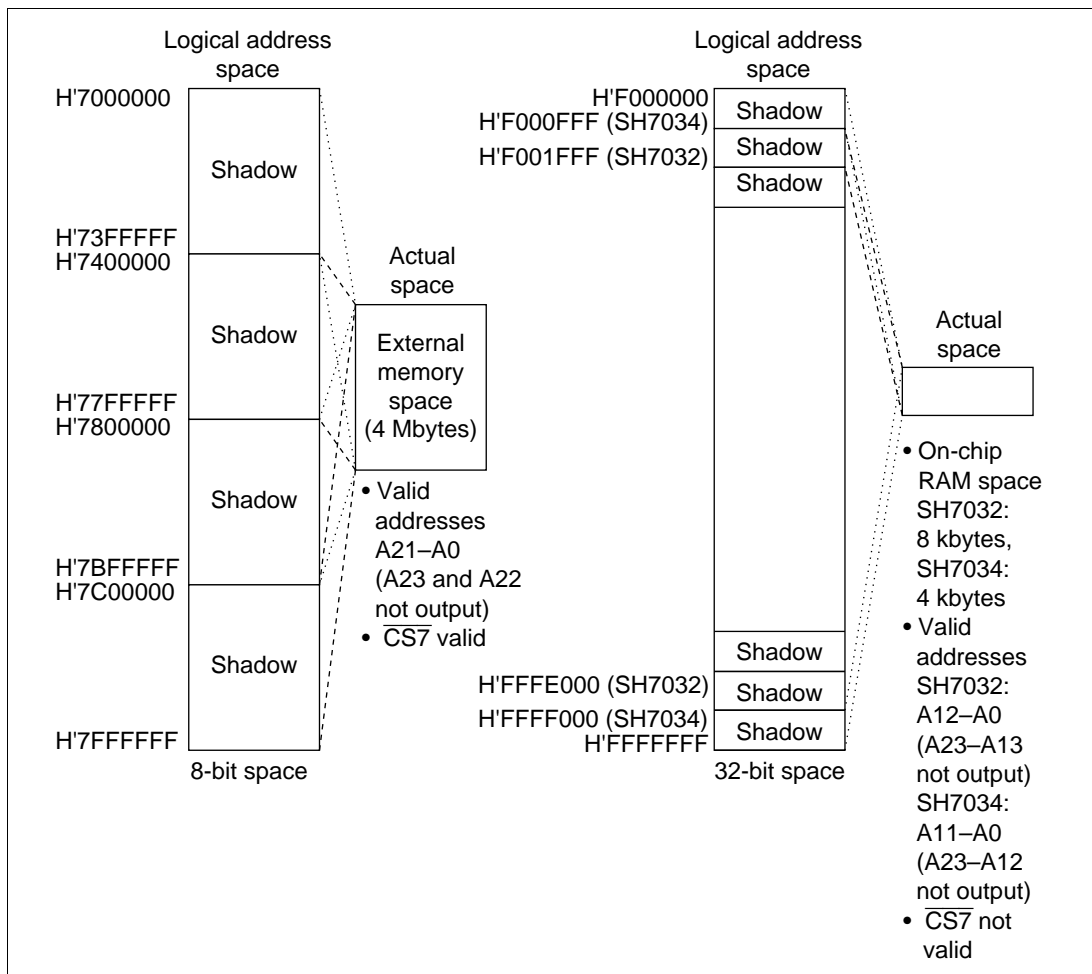 Logical address
space
H'7000000
Shadow
H'73FFFFF
H'7400000
Shadow
H'77FFFFF
H'7800000
Shadow
H'7BFFFFF
H'7C00000
Shadow
H'7FFFFFF
8-bit space
Actual
space
External
memory
space
(4 Mbytes)
• Valid
addresses
A21–A0
(A23 and A22
not output)
• CS7 valid
Logical address
space
H'F000000
Shadow
H'F000FFF (SH7034)
Shadow
H'F001FFF (SH7032)
Shadow
Shadow
H'FFFE000 (SH7032)
Shadow
H'FFFF000 (SH7034)
Shadow
H'FFFFFFF
32-bit space
Actual
space
• On-chip
RAM space
SH7032:
8 kbytes,
SH7034:
4 kbytes
• Valid
addresses
SH7032:
A12–A0
(A23–A13
not output)
SH7034:
A11–A0
(A23–A12
not output)
• CS7 not
valid